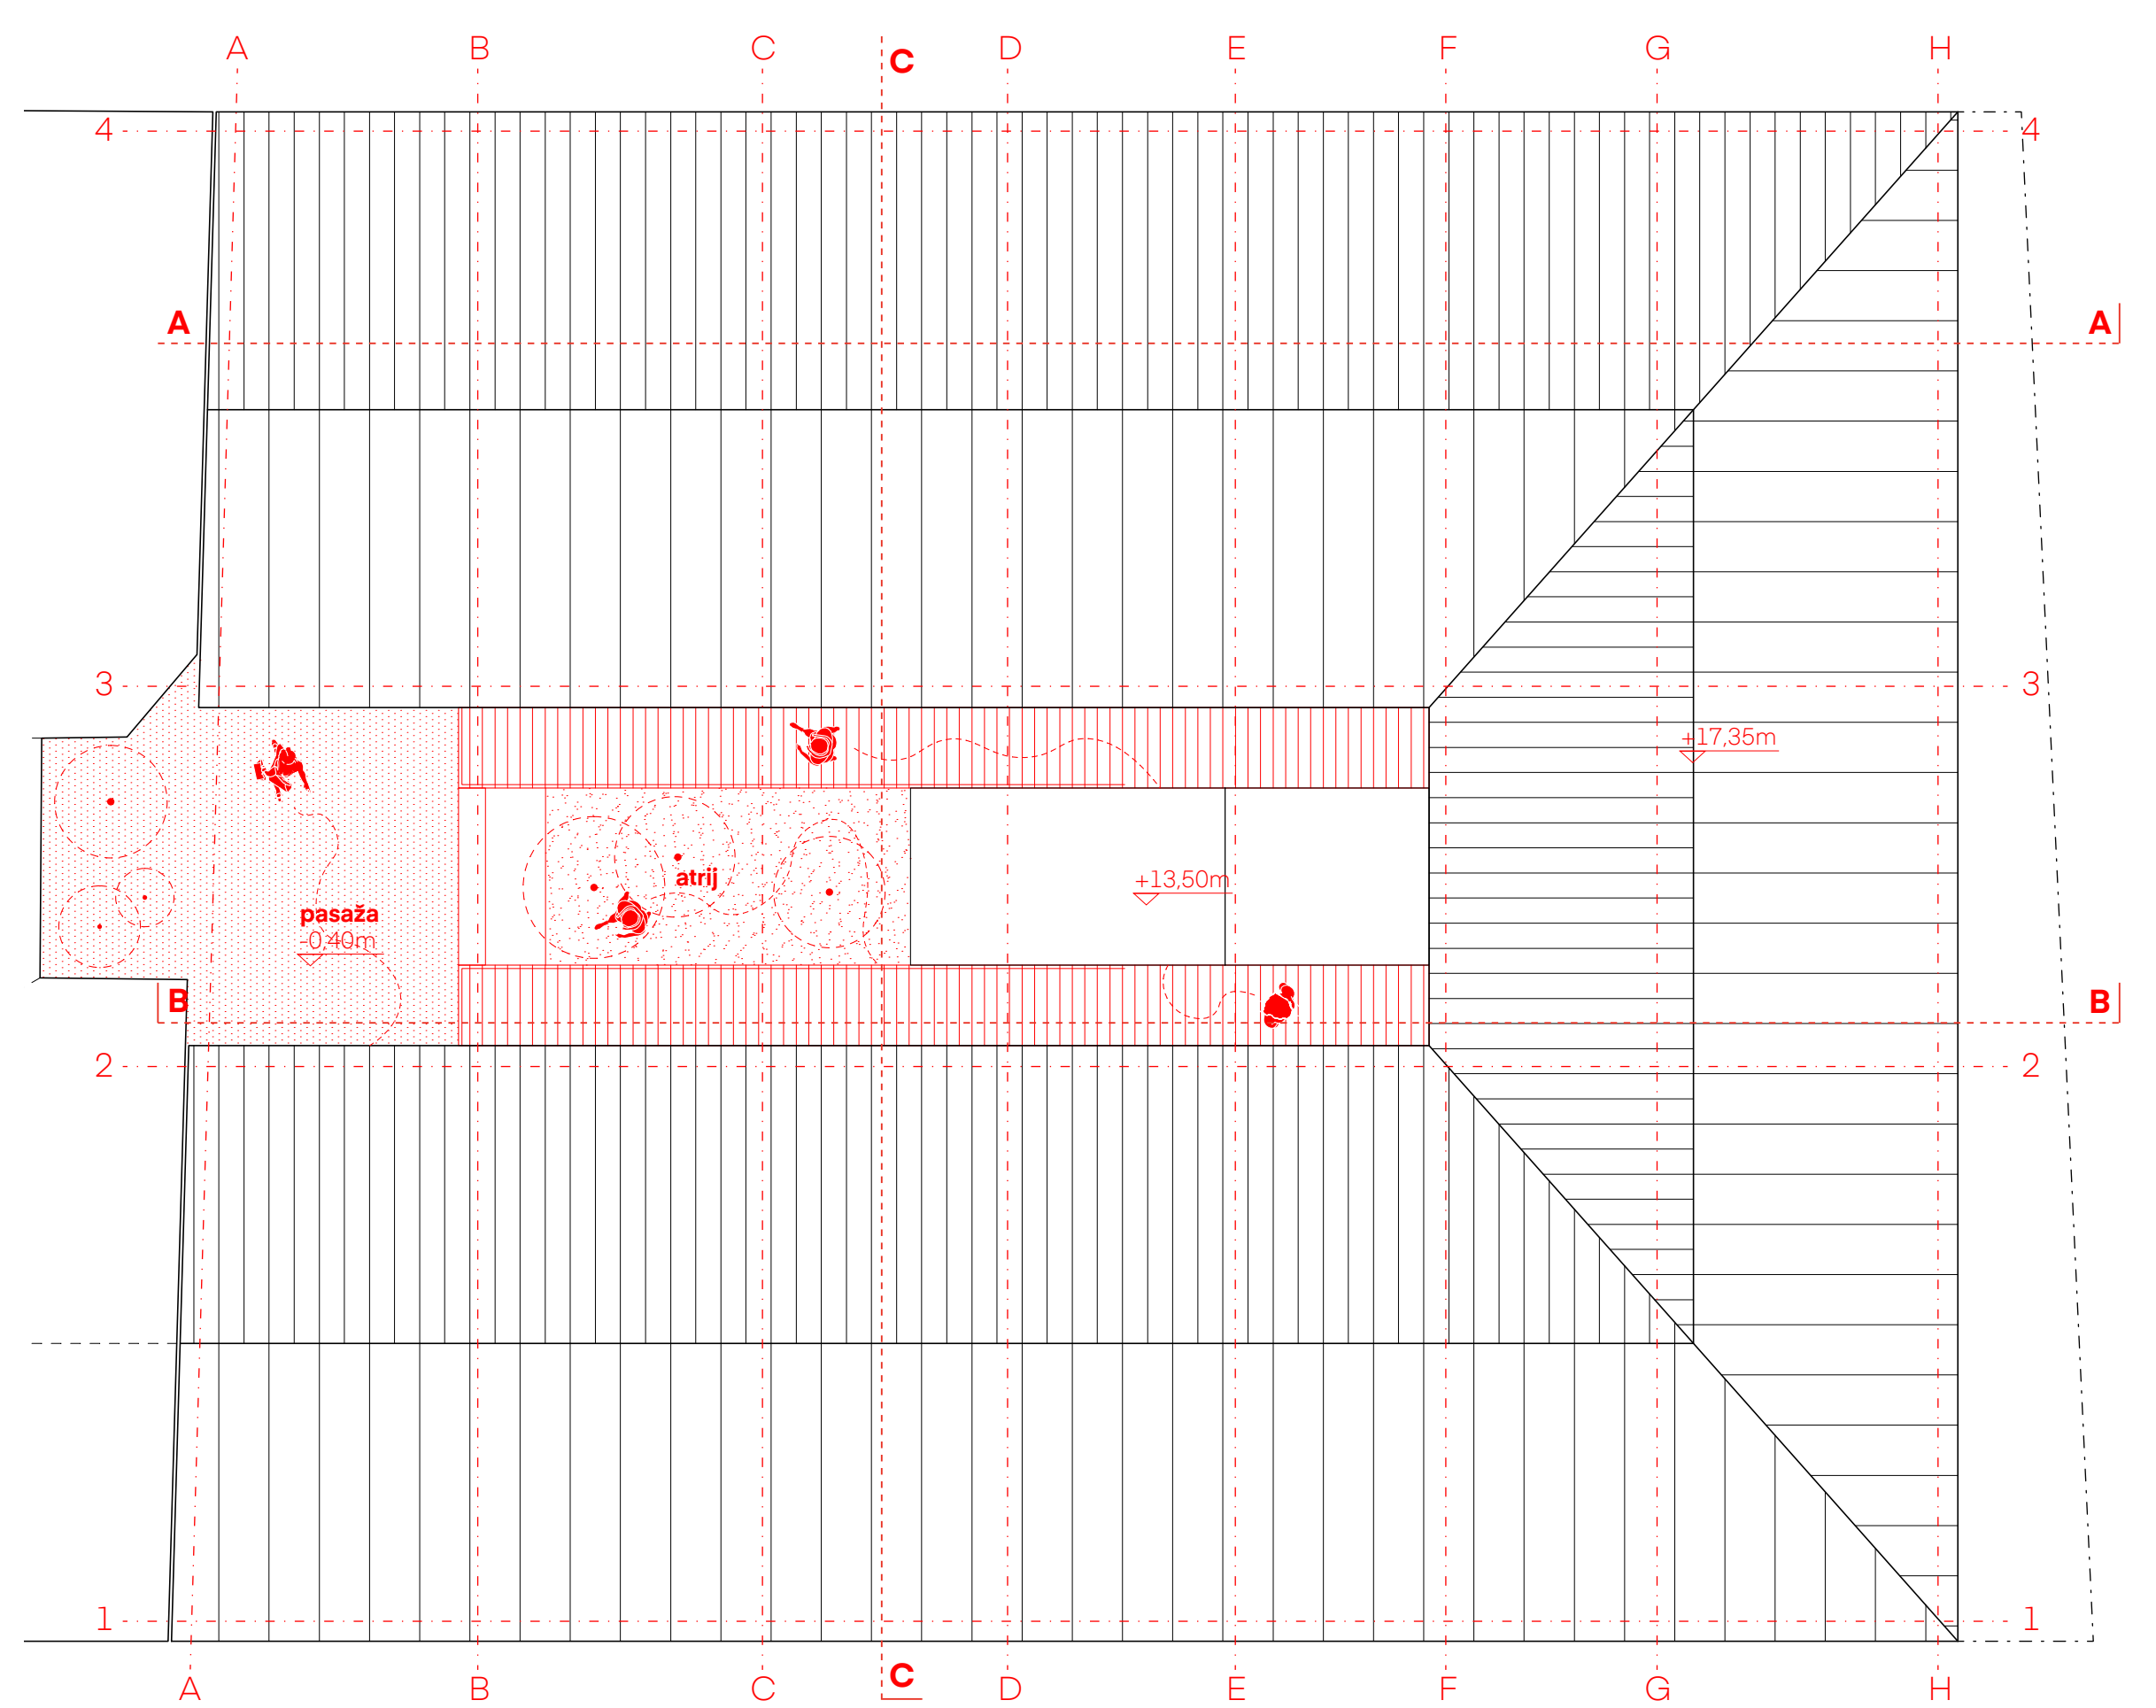 A B C C D E F G H
4 4
A A
3 3
+17,35m
atrij
+13,50m
pasaža
-0,40m
B B
2 2
1 1
C
A B C D E F G H